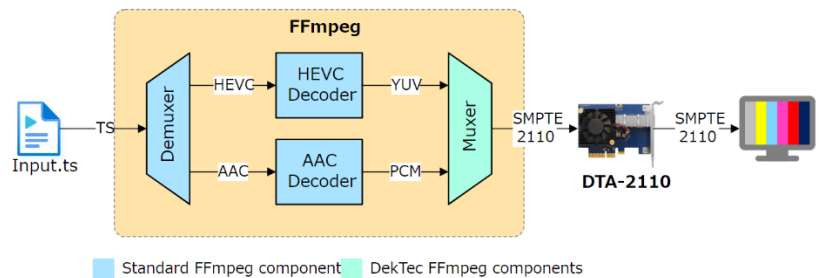 FFmpeg
HEVC
HEVC
Decoder
YUV
Demuxer
Muxer
TS
Input.ts
SMPTE
2110
SMPTE
2110
AAC
AAC
Decoder
PCM
DTA-2110
Standard FFmpeg component
DekTec FFmpeg components